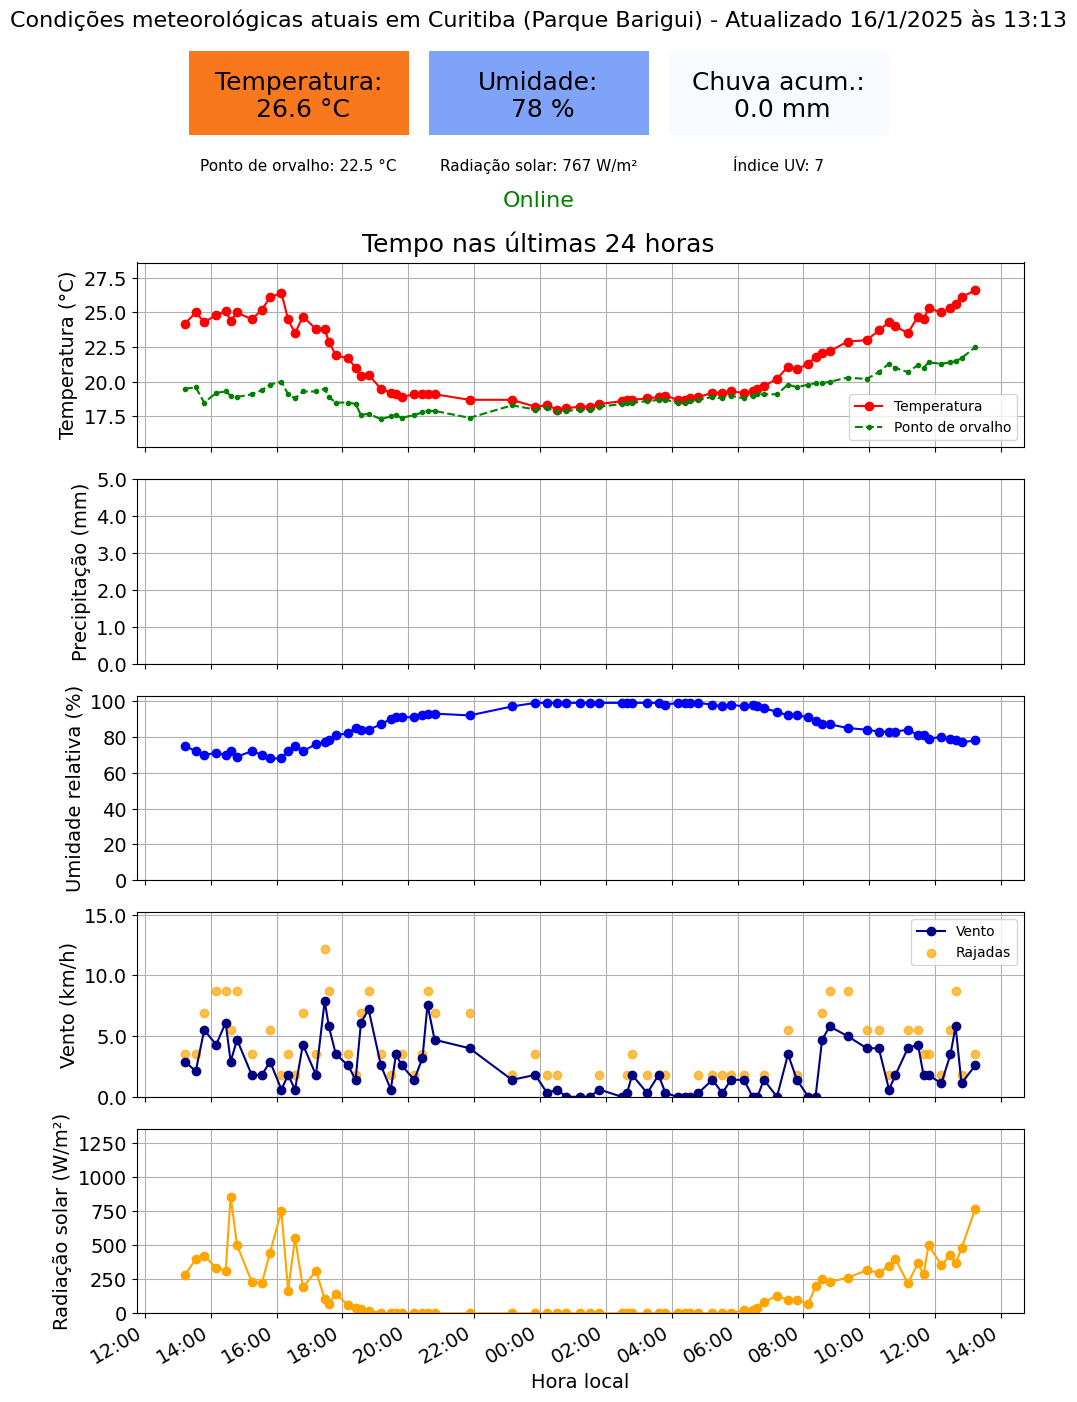 Condições meteorológicas atuais em Curitiba (Parque Barigui) - Atualizado 16/1/2025 às 13:13
Temperatura:
26.6 °C
Umidade:
78 %
Chuva acum.:
0.0 mm
Ponto de orvalho: 22.5 °C
Radiação solar: 767 W/m²
Índice UV: 7
Online
Tempo nas últimas 24 horas
Temperatura (°C)
27.5
25.0
22.5
20.0
17.5
Temperatura
Ponto de orvalho
Precipitação (mm)
5.0
4.0
3.0
2.0
1.0
0.0
Umidade relativa (%)
100
80
60
40
20
0
Vento (km/h)
15.0
10.0
5.0
0.0
Vento
Rajadas
Radiação solar (W/m²)
1250
1000
750
500
250
0
12:00
14:00
16:00
18:00
20:00
22:00
00:00
02:00
04:00
06:00
08:00
10:00
12:00
14:00
Hora local